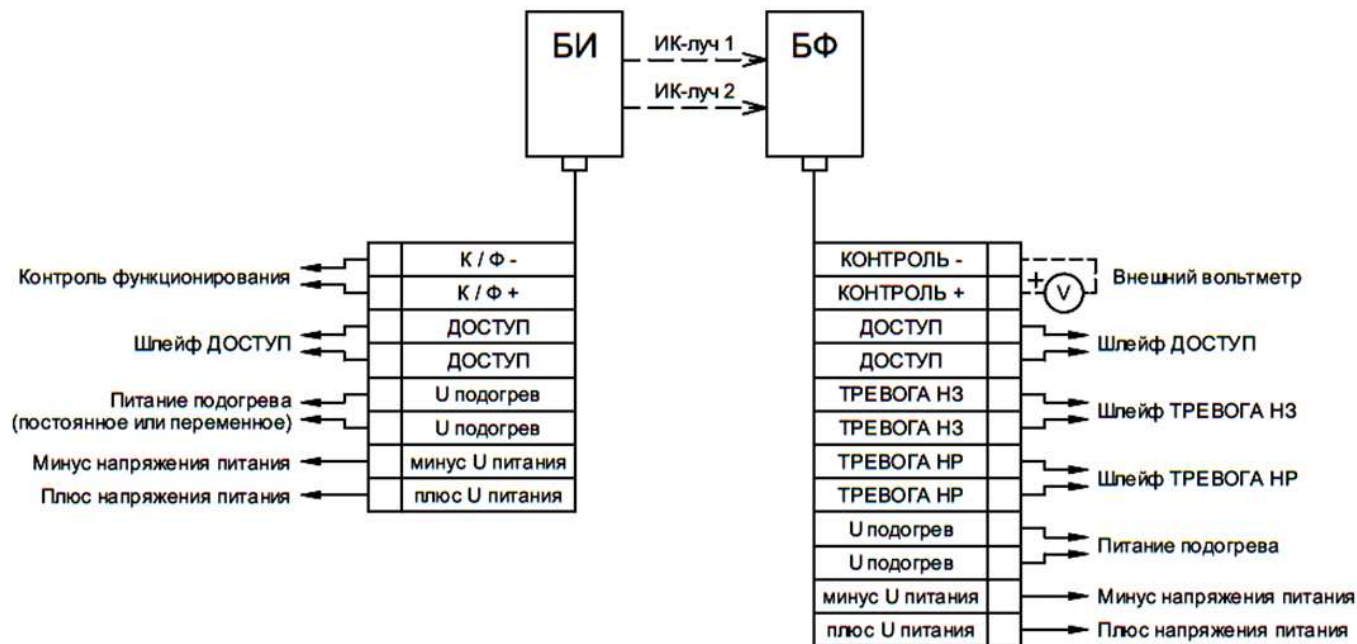 БИ
ИК-луч 1
ИК-луч 2
БФ
Контроль функционирования
К / Ф -
К / Ф +
Шлейф ДОСТУП
ДОСТУП
ДОСТУП
Питание подогрева
(постоянное или переменное)
U подогрев
U подогрев
Минус напряжения питания
минус U питания
Плюс напряжения питания
плюс U питания
КОНТРОЛЬ -
КОНТРОЛЬ +
+
V
Внешний вольтметр
ДОСТУП
ДОСТУП
Шлейф ДОСТУП
ТРЕВОГА НЗ
ТРЕВОГА НЗ
Шлейф ТРЕВОГА НЗ
ТРЕВОГА НР
ТРЕВОГА НР
Шлейф ТРЕВОГА НР
U подогрев
U подогрев
Питание подогрева
минус U питания
Минус напряжения питания
плюс U питания
Плюс напряжения питания